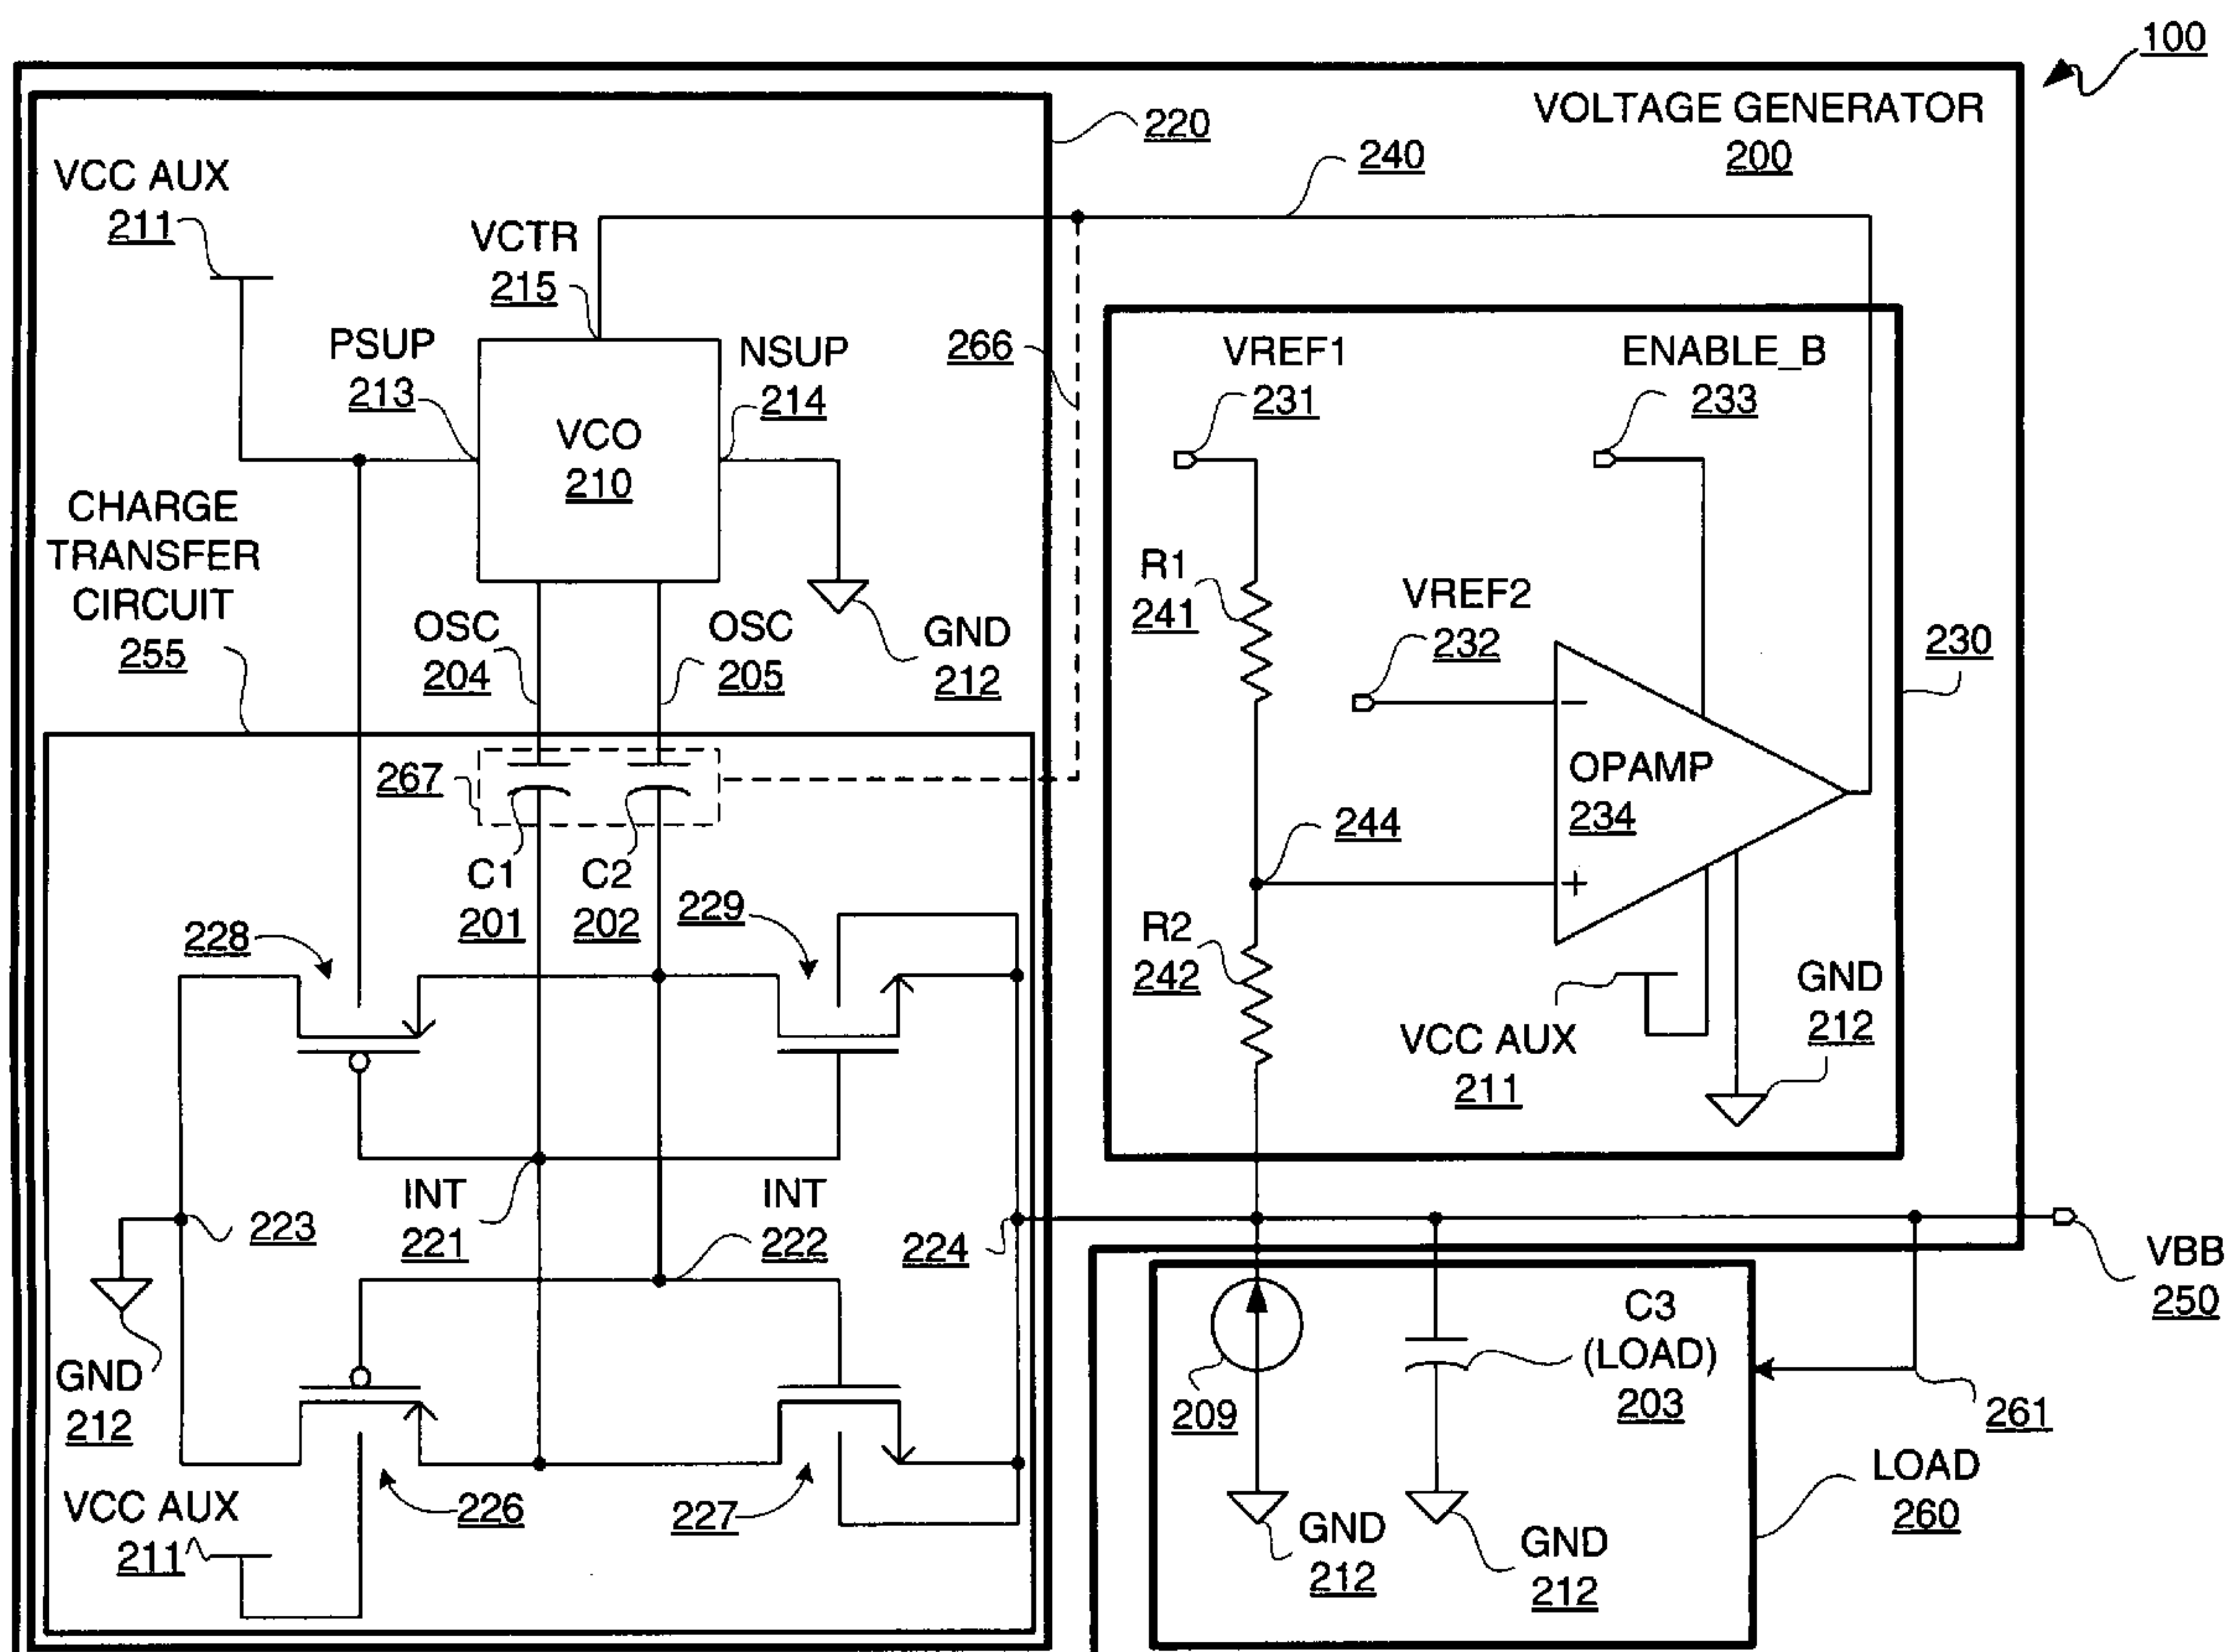 100
VOLTAGE GENERATOR
200
220
240
VCC AUX
211
VCTR
215
PSUP
213
NSUP
214
VCO
210
266
VREF1
231
ENABLE_B
233
CHARGE
TRANSFER
CIRCUIT
255
OSC
204
OSC
205
GND
212
R1
241
VREF2
232
230
267
−
OPAMP
234
+
244
C1
201
C2
202
228
229
R2
242
VCC AUX
211
GND
212
INT
221
INT
222
223
224
VBB
250
GND
212
C3
(LOAD)
203
209
261
VCC AUX
211
226
227
GND
212
GND
212
LOAD
260